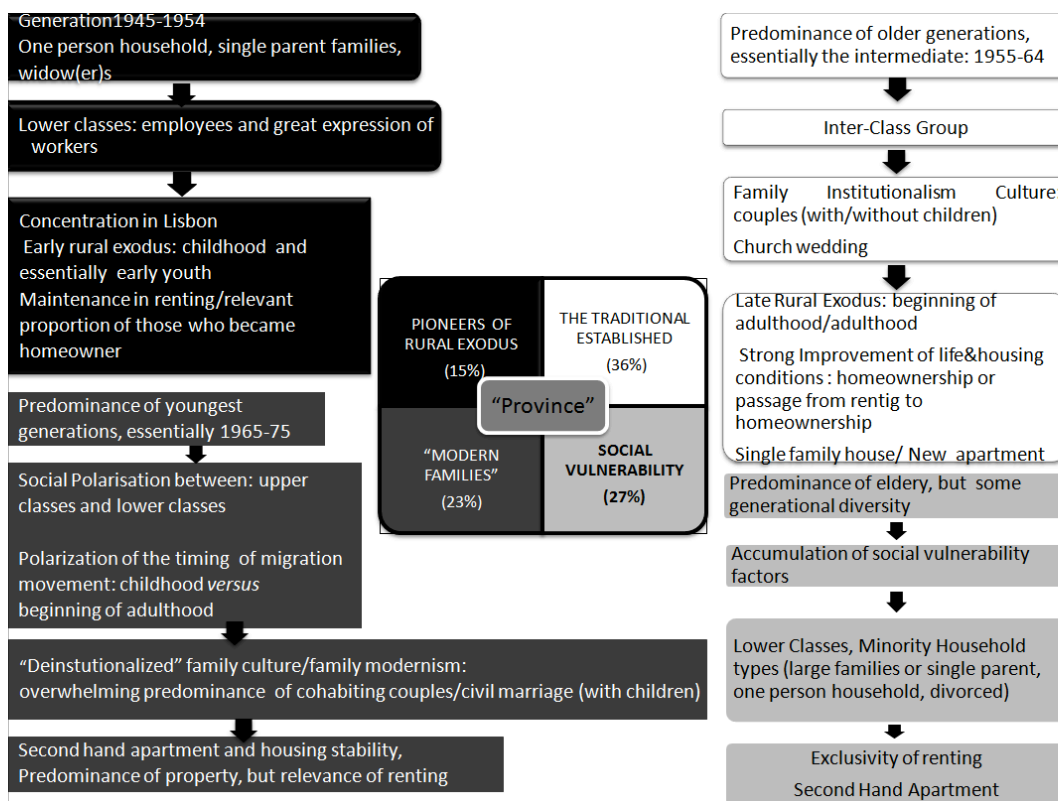 Generation1945-1954
One person household, single parent families,
widow(er)s
Lower classes: employees and great expression of
workers
Concentration in Lisbon
Early rural exodus: childhood and
essentially early youth
Maintenance in renting/relevant
proportion of those who became
homeowner
Predominance of youngest
generations, essentially 1965-75
Social Polarisation between: upper
classes and lower classes
Polarization of the timing of migration
movement: childhood versus
beginning of adulthood
“Deinstutionalized” family culture/family modernism:
overwhelming predominance of cohabiting couples/civil marriage (with children)
Second hand apartment and housing stability,
Predominance of property, but relevance of renting
PIONEERS OF
RURAL EXODUS
(15%)
THE TRADITIONAL
ESTABLISHED
(36%)
“Province”
“MODERN
FAMILIES”
(23%)
SOCIAL
VULNERABILITY
(27%)
Predominance of older generations,
essentially the intermediate: 1955-64
Inter-Class Group
Family Institutionalism Culture:
couples (with/without children)
Church wedding
Late Rural Exodus: beginning of
adulthood/adulthood
Strong Improvement of life&housing
conditions : homeownership or
passage from rentig to
homeownership
Single family house/ New apartment
Predominance of eldery, but some
generational diversity
Accumulation of social vulnerability
factors
Lower Classes, Minority Household
types (large families or single parent,
one person household, divorced)
Exclusivity of renting
Second Hand Apartment